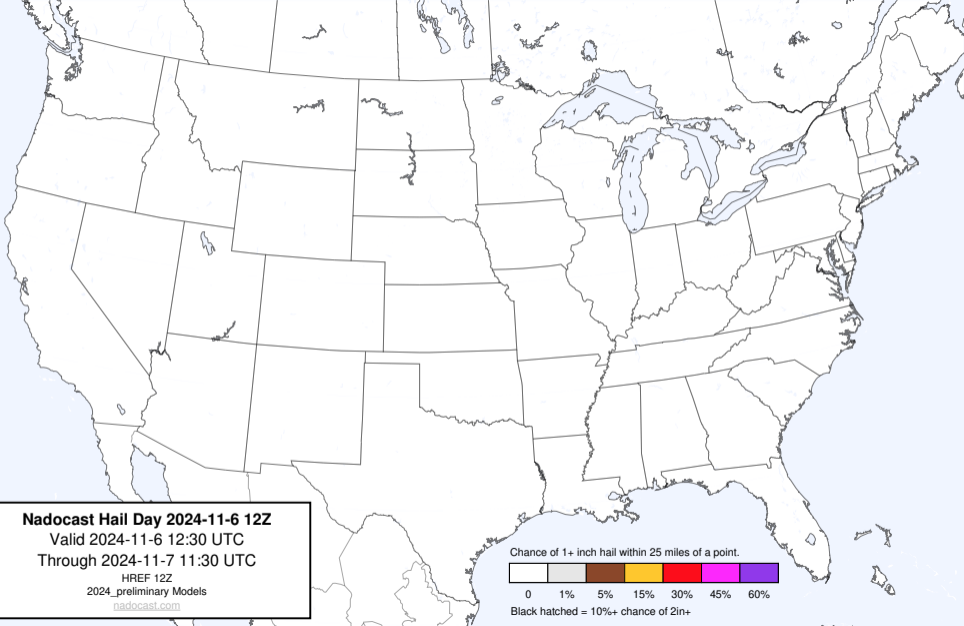 Nadocast Hail Day 2024-11-6 12Z
Valid 2024-11-6 12:30 UTC
Through 2024-11-7 11:30 UTC
HREF 12Z
2024_preliminary Models
nadocast.com
Chance of 1+ inch hail within 25 miles of a point.
0 1% 5% 15% 30% 45% 60%
Black hatched = 10%+ chance of 2in+